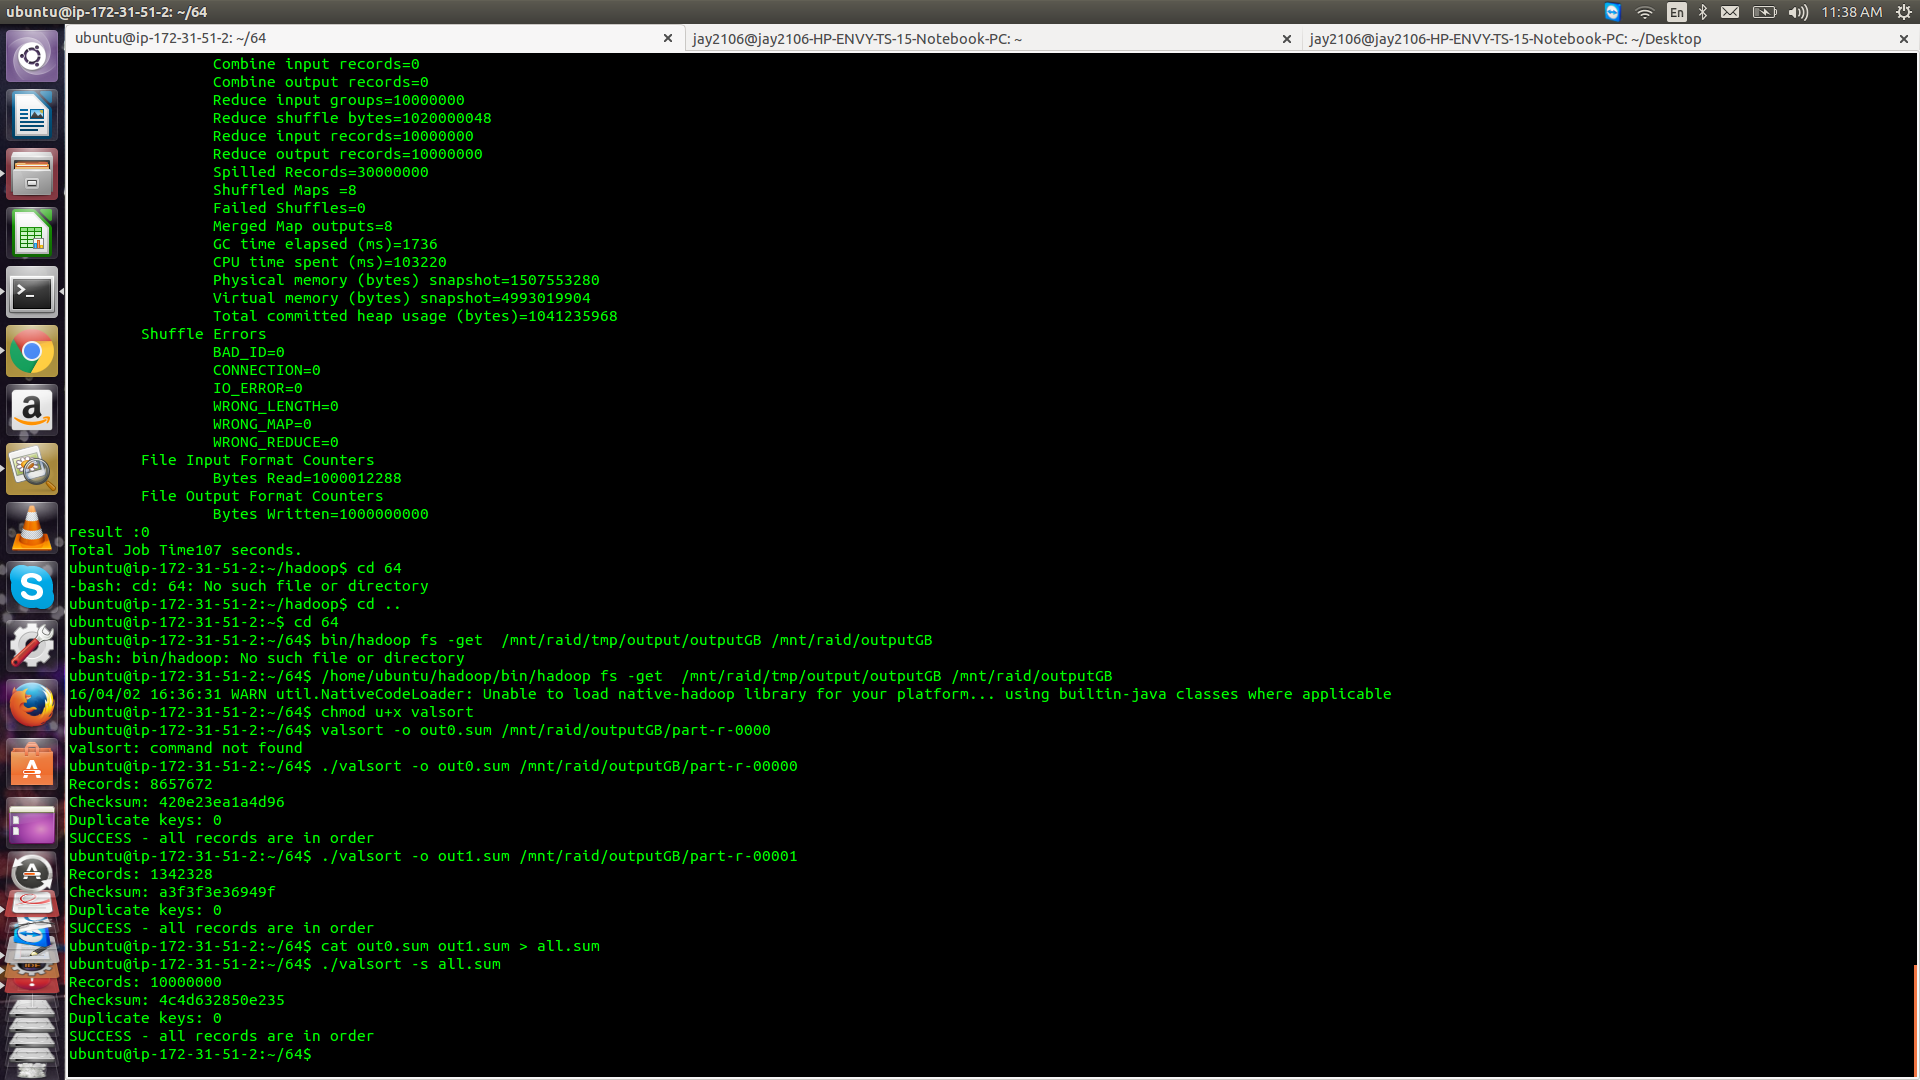 ubuntu@ip-172-31-51-2: ~/64
En
11:38 AM
ubuntu@ip-172-31-51-2: ~/64
jay2106@jay2106-HP-ENVY-TS-15-Notebook-PC: ~
jay2106@jay2106-HP-ENVY-TS-15-Notebook-PC: ~/Desktop
Combine input records=0
Combine output records=0
Reduce input groups=10000000
Reduce shuffle bytes=1020000048
Reduce input records=10000000
Reduce output records=10000000
Spilled Records=30000000
Shuffled Maps =8
Failed Shuffles=0
Merged Map outputs=8
GC time elapsed (ms)=1736
CPU time spent (ms)=103220
Physical memory (bytes) snapshot=1507553280
Virtual memory (bytes) snapshot=4993019904
Total committed heap usage (bytes)=1041235968
Shuffle Errors
BAD_ID=0
CONNECTION=0
IO_ERROR=0
WRONG_LENGTH=0
WRONG_MAP=0
WRONG_REDUCE=0
File Input Format Counters
Bytes Read=1000012288
File Output Format Counters
Bytes Written=1000000000
result :0
Total Job Time107 seconds.
ubuntu@ip-172-31-51-2:~/hadoop$ cd 64
-bash: cd: 64: No such file or directory
ubuntu@ip-172-31-51-2:~/hadoop$ cd ..
ubuntu@ip-172-31-51-2:~$ cd 64
ubuntu@ip-172-31-51-2:~/64$ bin/hadoop fs -get  /mnt/raid/tmp/output/outputGB /mnt/raid/outputGB
-bash: bin/hadoop: No such file or directory
ubuntu@ip-172-31-51-2:~/64$ /home/ubuntu/hadoop/bin/hadoop fs -get  /mnt/raid/tmp/output/outputGB /mnt/raid/outputGB
16/04/02 16:36:31 WARN util.NativeCodeLoader: Unable to load native-hadoop library for your platform... using builtin-java classes where applicable
ubuntu@ip-172-31-51-2:~/64$ chmod u+x valsort
ubuntu@ip-172-31-51-2:~/64$ valsort -o out0.sum /mnt/raid/outputGB/part-r-0000
valsort: command not found
ubuntu@ip-172-31-51-2:~/64$ ./valsort -o out0.sum /mnt/raid/outputGB/part-r-00000
Records: 8657672
Checksum: 420e23ea1a4d96
Duplicate keys: 0
SUCCESS - all records are in order
ubuntu@ip-172-31-51-2:~/64$ ./valsort -o out1.sum /mnt/raid/outputGB/part-r-00001
Records: 1342328
Checksum: a3f3f3e36949f
Duplicate keys: 0
SUCCESS - all records are in order
ubuntu@ip-172-31-51-2:~/64$ cat out0.sum out1.sum > all.sum
ubuntu@ip-172-31-51-2:~/64$ ./valsort -s all.sum
Records: 10000000
Checksum: 4c4d632850e235
Duplicate keys: 0
SUCCESS - all records are in order
ubuntu@ip-172-31-51-2:~/64$